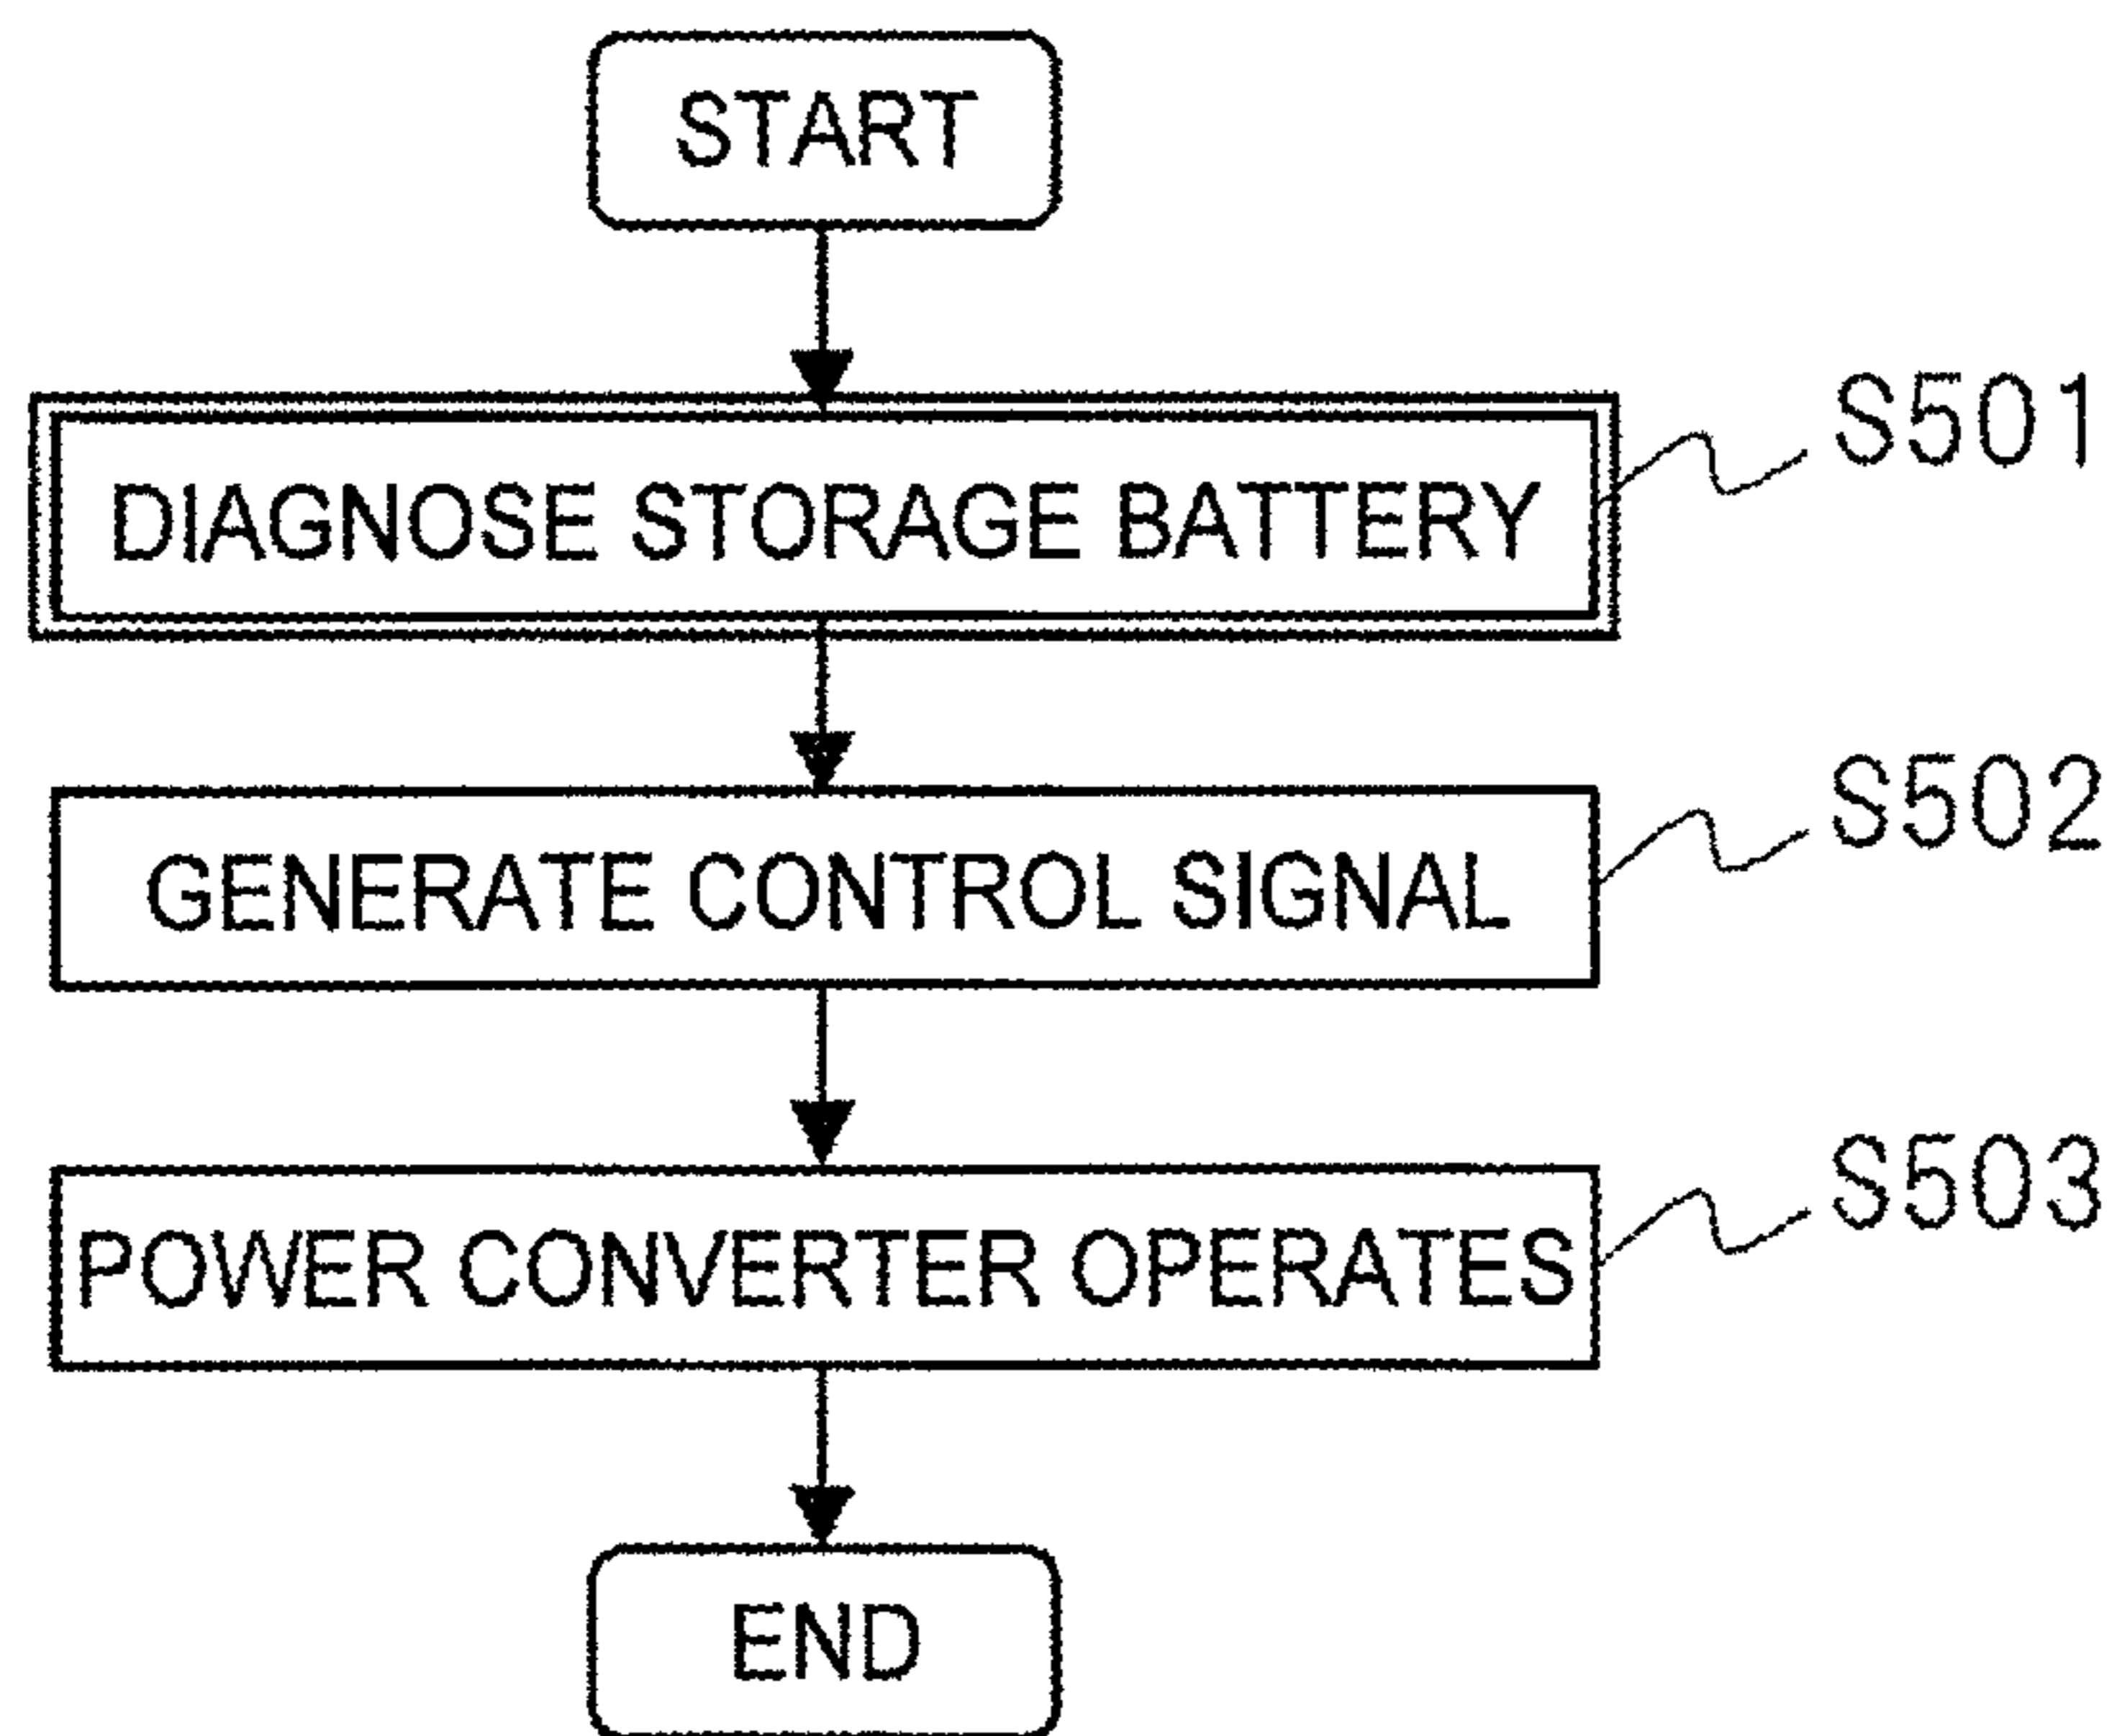 START
DIAGNOSE STORAGE BATTERY
S501
GENERATE CONTROL SIGNAL
S502
POWER CONVERTER OPERATES
S503
END